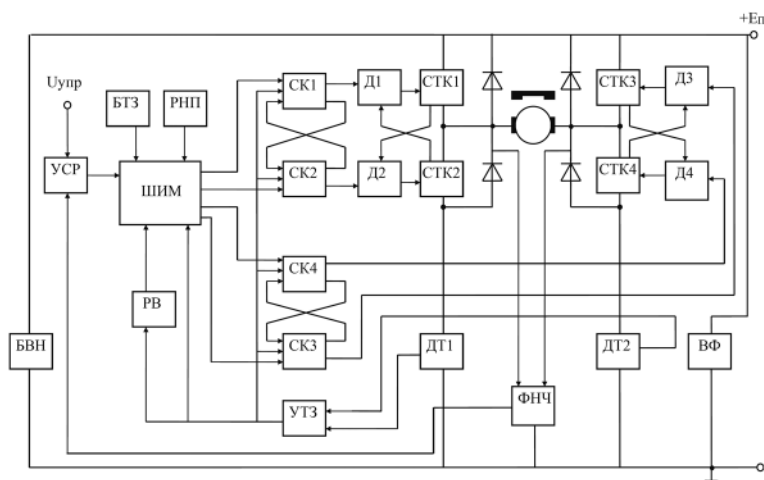 +Eп
Uупр
БТЗ
РНП
СК1
Д1
СТК1
СТК3
Д3
УСР
ШИМ
СК2
Д2
СТК2
СТК4
Д4
СК4
РВ
БВН
СК3
ДТ1
ДТ2
ВФ
УТЗ
ФНЧ